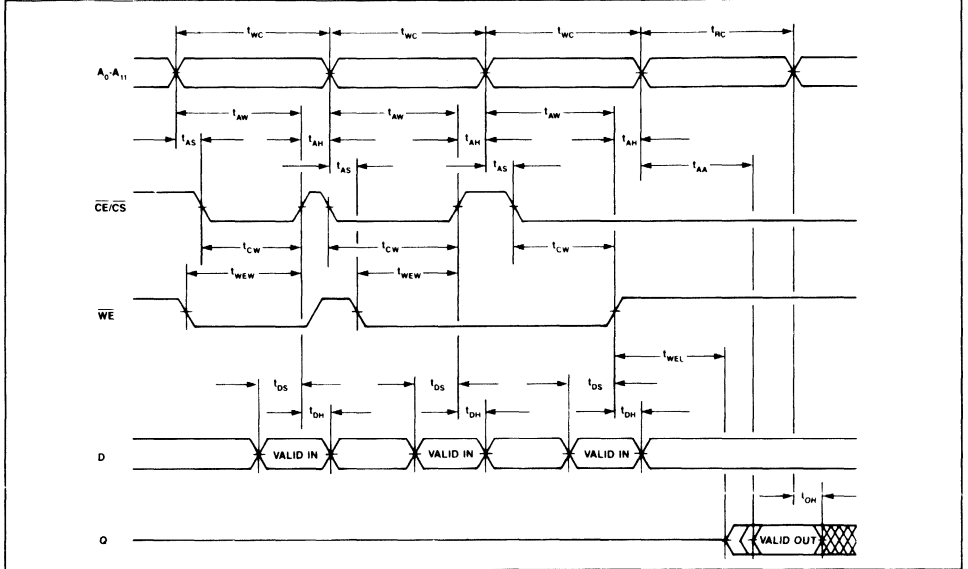 tWC tWC tWC tRC
A0-A11
tAW tAW tAW
tAS tAH tAH tAH
tAS tAS tAA
CE/CS
tCW tCW tCW
tWEW tWEW
WE
tWEL
tDS tDS tDS
tDH tDH tDH
D VALID IN VALID IN VALID IN
tOH
Q VALID OUT